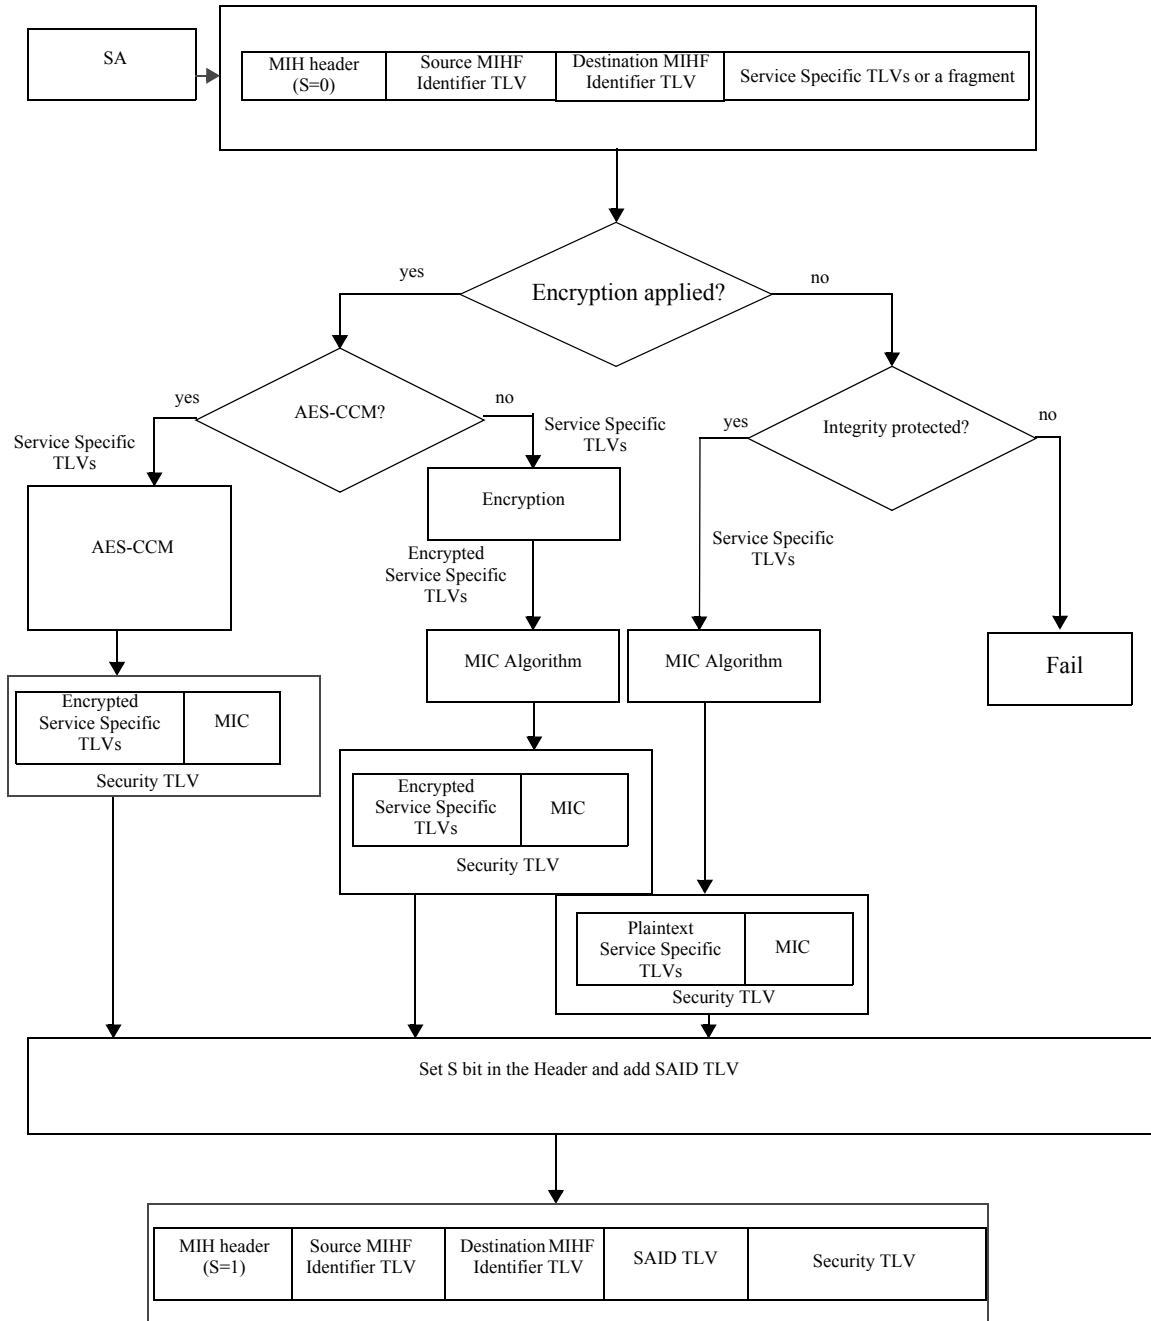 SA
MIH header
(S=0)
Source MIHF
Identifier TLV
Destination MIHF
Identifier TLV
Service Specific TLVs or a fragment
yes
Encryption applied?
no
yes
AES-CCM?
no
Service Specific
TLVs
Service Specific
TLVs
yes
Integrity protected?
no
AES-CCM
Encryption
Encrypted
Service Specific
TLVs
Service Specific
TLVs
MIC Algorithm
MIC Algorithm
Fail
Encrypted
Service Specific
TLVs
MIC
Security TLV
Encrypted
Service Specific
TLVs
MIC
Security TLV
Plaintext
Service Specific
TLVs
MIC
Security TLV
Set S bit in the Header and add SAID TLV
MIH header
(S=1)
Source MIHF
Identifier TLV
Destination MIHF
Identifier TLV
SAID TLV
Security TLV